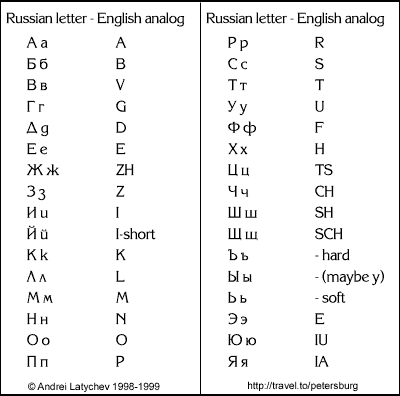 Russian letter - English analog
А а A
Б б B
В в V
Г г G
Д д D
Е е E
Ж ж ZH
З з Z
И и I
Й й I-short
К к K
Л л L
М м M
Н н N
О о O
П п P
© Andrei Latychev 1998-1999
Russian letter - English analog
Р р R
С с S
Т т T
У у U
Ф ф F
Х х H
Ц ц TS
Ч ч CH
Ш ш SH
Щ щ SCH
Ъ ъ - hard
Ы ы - (maybe y)
Ь ь - soft
Э э E
Ю ю IU
Я я IA
http://travel.to/petersburg